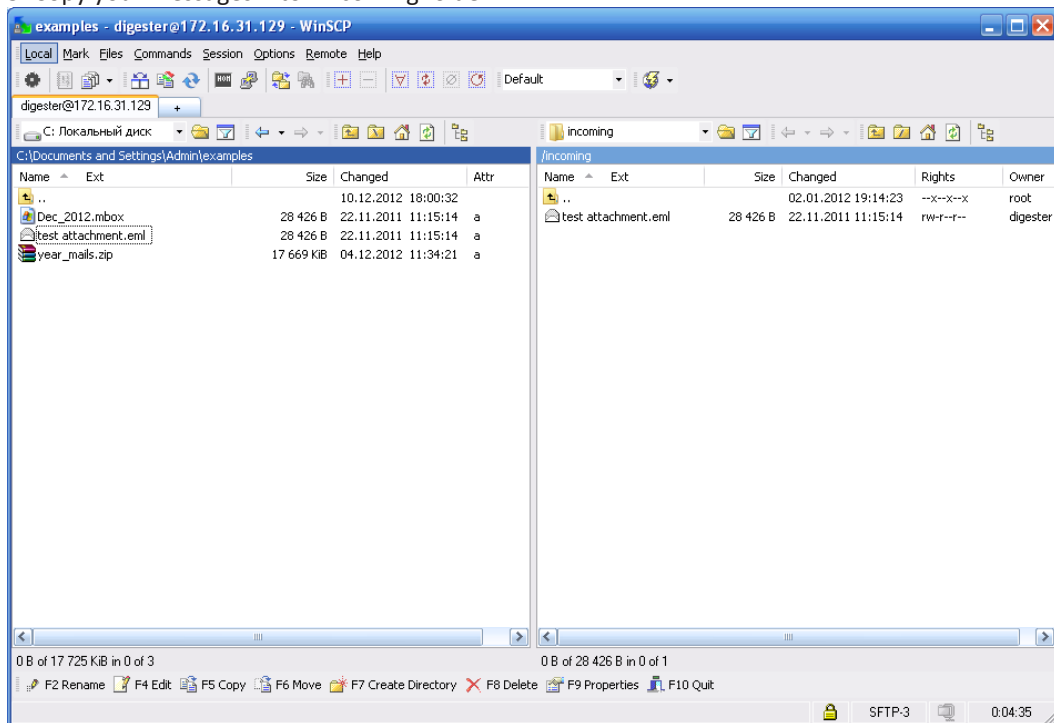 examples - digester@172.16.31.129 - WinSCP
Local Mark Files Commands Session Options Remote Help
Default
digester@172.16.31.129 +
C: Локальный диск incoming
C:\Documents and Settings\Admin\examples /incoming
Name Ext Size Changed Attr Name Ext Size Changed Rights Owner
.. 10.12.2012 18:00:32 .. 02.01.2012 19:14:23 --x--x--x root
Dec_2012.mbox 28 426 B 22.11.2011 11:15:14 a test attachment.eml 28 426 B 22.11.2011 11:15:14 rw-r--r-- digester
test attachment.eml 28 426 B 22.11.2011 11:15:14 a
year_mails.zip 17 669 KiB 04.12.2012 11:34:21 a
0 B of 17 725 KiB in 0 of 3 0 B of 28 426 B in 0 of 1
F2 Rename F4 Edit F5 Copy F6 Move F7 Create Directory F8 Delete F9 Properties F10 Quit
SFTP-3 0:04:35